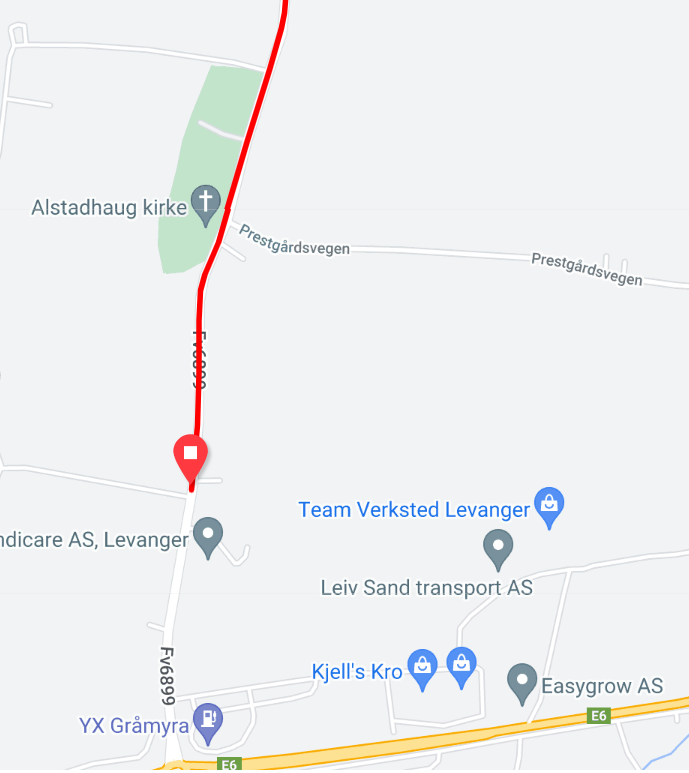 Alstadhaug kirke
Prestgårdsvegen
Prestgårdsvegen
Fv6899
Team Verksted Levanger
ndicare AS, Levanger
Leiv Sand transport AS
Fv6899
Kjell's Kro
Easygrow AS
YX Gråmyra
E6
E6